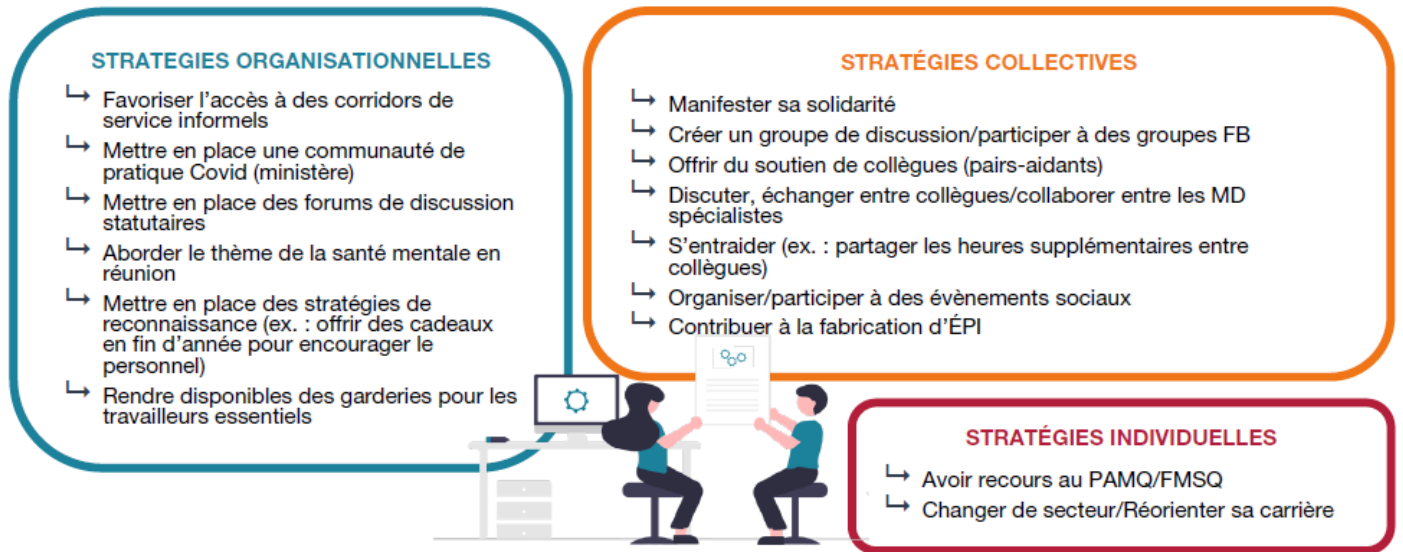 STRATEGIES ORGANISATIONNELLES
Favoriser l'accès à des corridors de
service informels
Mettre en place une communauté de
pratique Covid (ministère)
Mettre en place des forums de discussion
statutaires
Aborder le thème de la santé mentale en
réunion
Mettre en place des stratégies de
reconnaissance (ex. : offrir des cadeaux
en fin d'année pour encourager le
personnel)
Rendre disponibles des garderies pour les
travailleurs essentiels
STRATÉGIES COLLECTIVES
Manifester sa solidarité
Créer un groupe de discussion/participer à des groupes FB
Offrir du soutien de collègues (pairs-aidants)
Discuter, échanger entre collègues/collaborer entre les MD
spécialistes
S'entraider (ex. : partager les heures supplémentaires entre
collègues)
Organiser/participer à des évènements sociaux
Contribuer à la fabrication d'ÉPI
STRATÉGIES INDIVIDUELLES
Avoir recours au PAMQ/FMSQ
Changer de secteur/Réorienter sa carrière